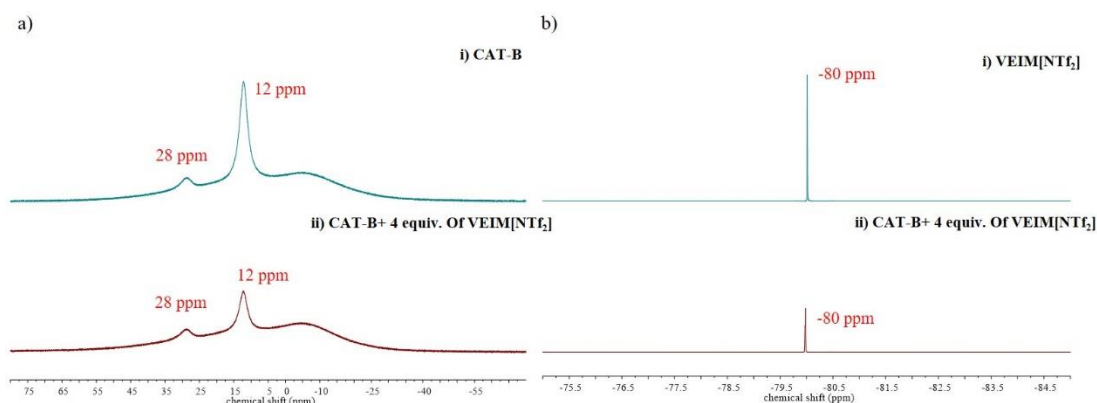 a)
i) CAT-B
12 ppm
28 ppm
ii) CAT-B+ 4 equiv. Of VEIM[NTf₂]
12 ppm
28 ppm
75 65 55 45 35 25 15 5 0 -5 -10 -20 -30 -40 -55
chemical shift (ppm)
b)
i) VEIM[NTf₂]
-80 ppm
ii) CAT-B+ 4 equiv. Of VEIM[NTf₂]
-80 ppm
-75.5 -76.5 -77.5 -78.5 -79.5 -80.5 -81.5 -82.5 -83.5 -84.5
chemical shift (ppm)